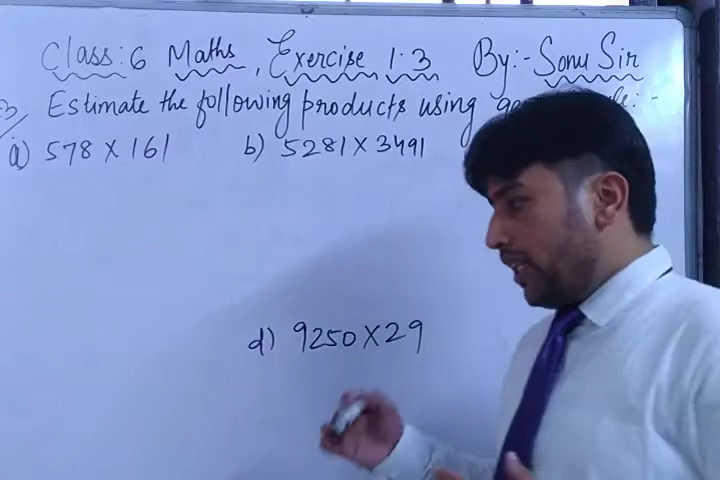 Class:6 Maths, Exercise 1.3 By:- Sonu Sir
3/ Estimate the following products using
a) 578 X 161 b) 5281 X 3491
d) 9250 X 29